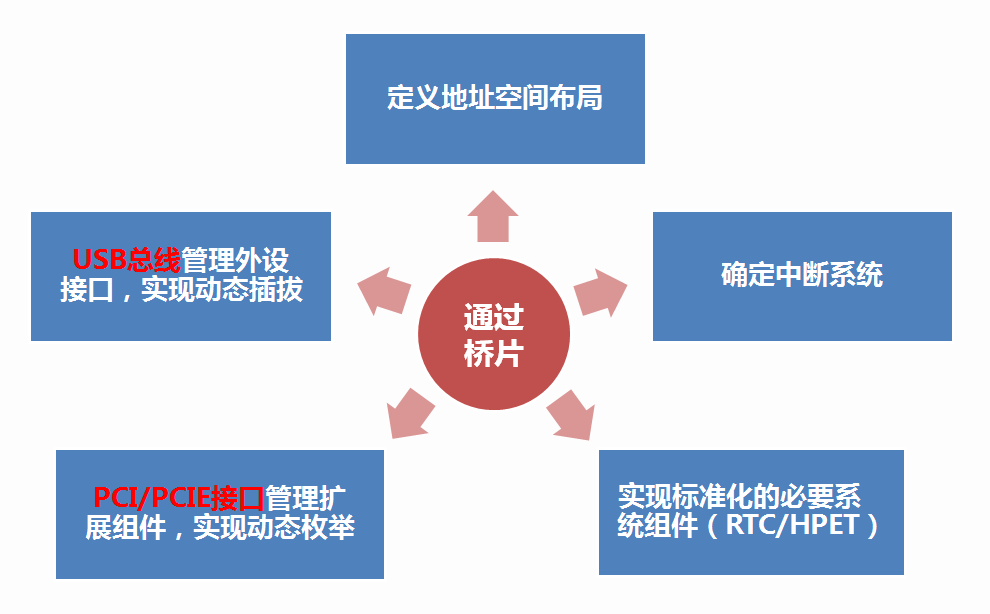 定义地址空间布局
USB总线管理外设
接口，实现动态插拔
确定中断系统
通过
桥片
PCI/PCIE接口管理扩
展组件，实现动态枚举
实现标准化的必要系
统组件（RTC/HPET）